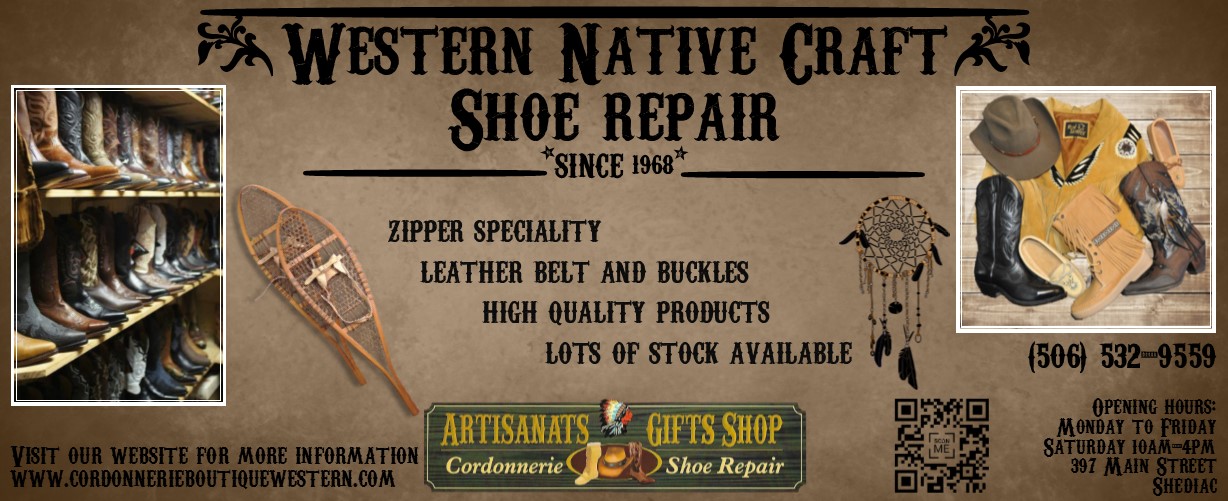 WESTERN NATIVE CRAFT
SHOE REPAIR
SINCE 1968
ZIPPER SPECIALITY
LEATHER BELT AND BUCKLES
HIGH QUALITY PRODUCTS
LOTS OF STOCK AVAILABLE
(506) 532-9559
OPENING HOURS:
MONDAY TO FRIDAY
SATURDAY 10AM-4PM
397 MAIN STREET
SHEDIAC
ARTISANATS GIFTS SHOP
Cordonnerie Shoe Repair
SCAN
ME
VISIT OUR WEBSITE FOR MORE INFORMATION
WWW.CORDONNERIEBOUTIQUEWESTERN.COM